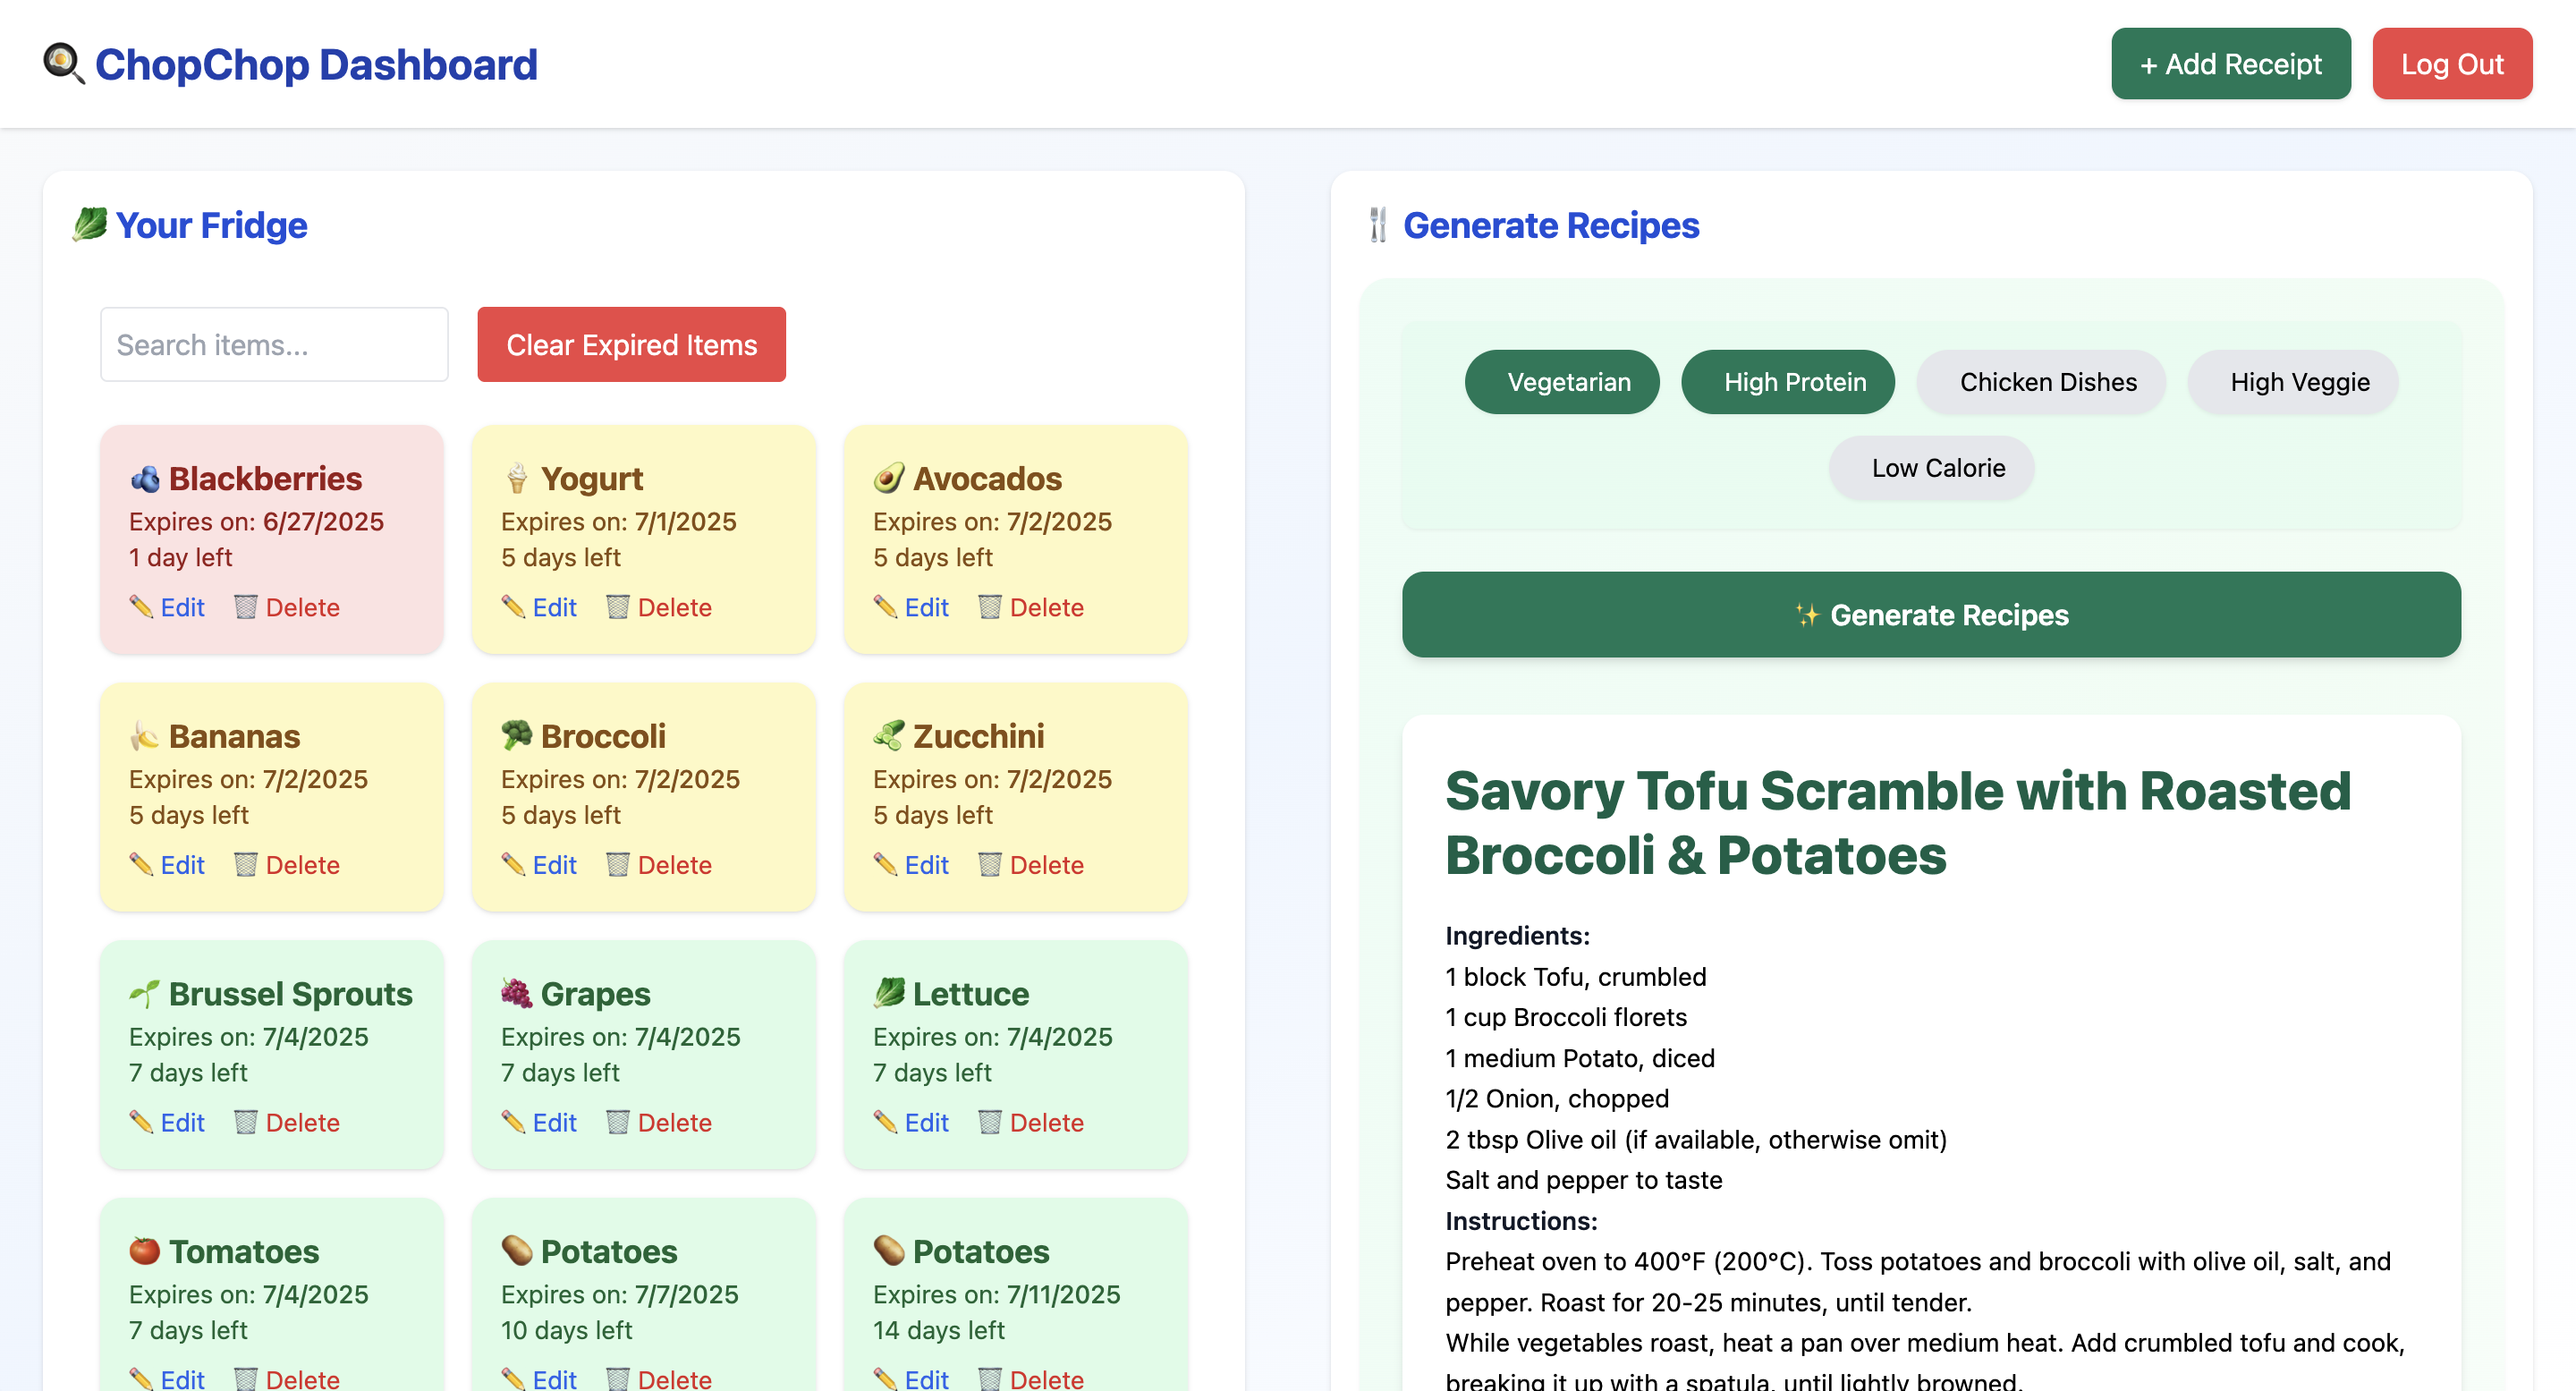 ChopChop Dashboard
+ Add Receipt
Log Out
Your Fridge
Search items...
Clear Expired Items
Blackberries
Expires on: 6/27/2025
1 day left
Edit Delete
Yogurt
Expires on: 7/1/2025
5 days left
Edit Delete
Avocados
Expires on: 7/2/2025
5 days left
Edit Delete
Bananas
Expires on: 7/2/2025
5 days left
Edit Delete
Broccoli
Expires on: 7/2/2025
5 days left
Edit Delete
Zucchini
Expires on: 7/2/2025
5 days left
Edit Delete
Brussel Sprouts
Expires on: 7/4/2025
7 days left
Edit Delete
Grapes
Expires on: 7/4/2025
7 days left
Edit Delete
Lettuce
Expires on: 7/4/2025
7 days left
Edit Delete
Tomatoes
Expires on: 7/4/2025
7 days left
Edit Delete
Potatoes
Expires on: 7/7/2025
10 days left
Edit Delete
Potatoes
Expires on: 7/11/2025
14 days left
Edit Delete
Generate Recipes
Vegetarian
High Protein
Chicken Dishes
High Veggie
Low Calorie
Generate Recipes
Savory Tofu Scramble with Roasted
Broccoli & Potatoes
Ingredients:
1 block Tofu, crumbled
1 cup Broccoli florets
1 medium Potato, diced
1/2 Onion, chopped
2 tbsp Olive oil (if available, otherwise omit)
Salt and pepper to taste
Instructions:
Preheat oven to 400°F (200°C). Toss potatoes and broccoli with olive oil, salt, and
pepper. Roast for 20-25 minutes, until tender.
While vegetables roast, heat a pan over medium heat. Add crumbled tofu and cook,
breaking it up with a spatula, until lightly browned.